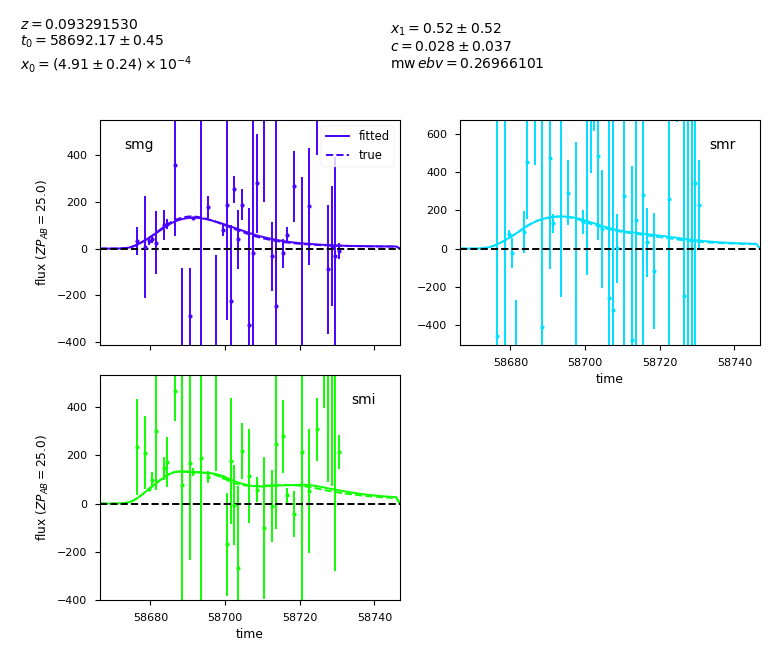 z = 0.093291530
t₀ = 58692.17 ± 0.45
x₀ = (4.91 ± 0.24) × 10⁻⁴
x₁ = 0.52 ± 0.52
c = 0.028 ± 0.037
mw ebv = 0.26966101
smg
fitted
true
400
200
0
−200
−400
flux (ZP_AB = 25.0)
smr
600
400
200
0
−200
−400
58680
58700
58720
58740
time
smi
400
200
0
−200
−400
flux (ZP_AB = 25.0)
58680
58700
58720
58740
time